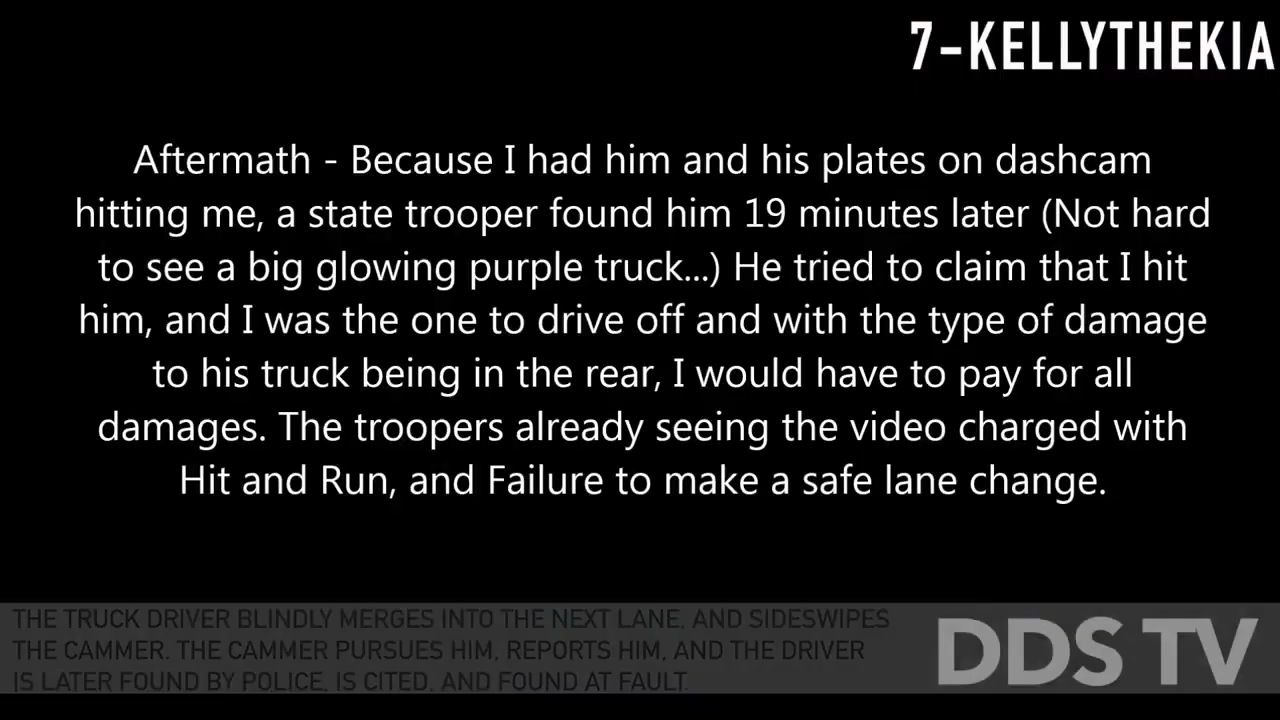 7-KELLYTHEKIA
Aftermath - Because I had him and his plates on dashcam
hitting me, a state trooper found him 19 minutes later (Not hard
to see a big glowing purple truck...) He tried to claim that I hit
him, and I was the one to drive off and with the type of damage
to his truck being in the rear, I would have to pay for all
damages. The troopers already seeing the video charged with
Hit and Run, and Failure to make a safe lane change.
THE TRUCK DRIVER BLINDLY MERGES INTO THE NEXT LANE, AND SIDESWIPES
THE CAMMER. THE CAMMER PURSUES HIM, REPORTS HIM, AND THE DRIVER
IS LATER FOUND BY POLICE, IS CITED, AND FOUND AT FAULT.
DDS TV